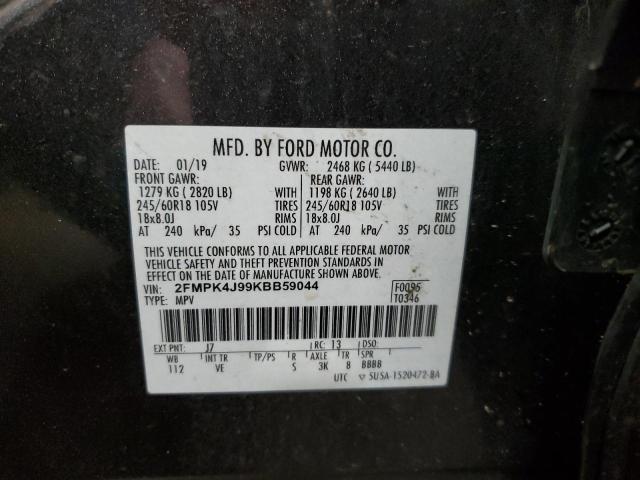 MFD. BY FORD MOTOR CO.
DATE: 01/19 GVWR: 2468 KG ( 5440 LB)
FRONT GAWR: REAR GAWR:
1279 KG ( 2820 LB) WITH 1198 KG ( 2640 LB) WITH
245/60R18 105V TIRES 245/60R18 105V TIRES
18x8.0J RIMS 18x8.0J RIMS
AT 240 kPa/ 35 PSI COLD AT 240 kPa/ 35 PSI COLD
THIS VEHICLE CONFORMS TO ALL APPLICABLE FEDERAL MOTOR
VEHICLE SAFETY AND THEFT PREVENTION STANDARDS IN
EFFECT ON THE DATE OF MANUFACTURE SHOWN ABOVE.
VIN: 2FMPK4J99KBB59044 F0095
TYPE: MPV T0346
EXT PNT: J7 RC: 13 DSO:
WB INT TR TP/PS R AXLE TR SPR
112 VE S 3K 8 BBBB
UTC ▽ 5U5A-1520472-BA